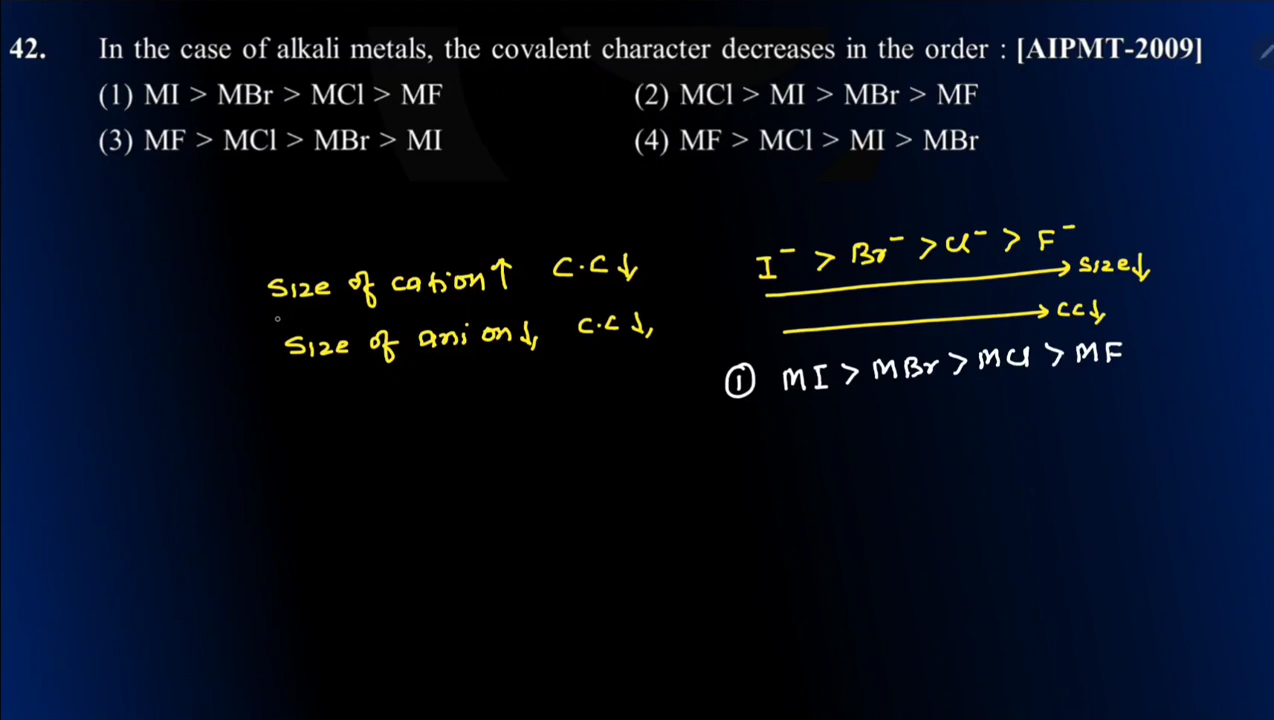 42. In the case of alkali metals, the covalent character decreases in the order : [AIPMT-2009]
(1) MI > MBr > MCl > MF (2) MCl > MI > MBr > MF
(3) MF > MCl > MBr > MI (4) MF > MCl > MI > MBr
Size of cation↑ C.C↓
Size of anion↓, C.C↓,
I⁻ > Br⁻ > Cl⁻ > F⁻
→ Size↓
→ CC↓
① MI > MBr > MCl > MF